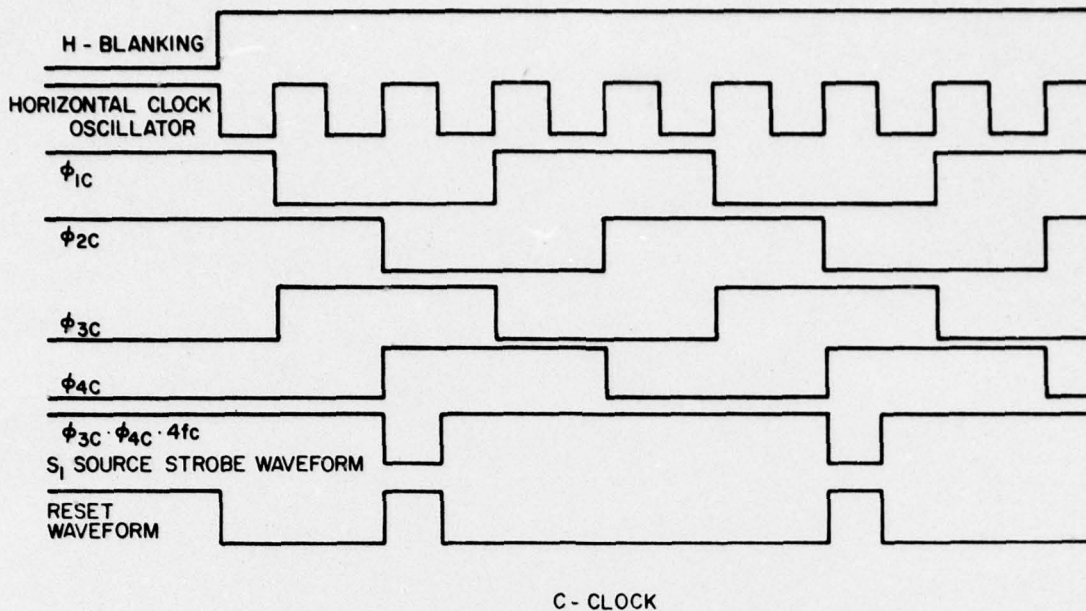 H - BLANKING
HORIZONTAL CLOCK
OSCILLATOR
ϕ1C
ϕ2C
ϕ3C
ϕ4C
ϕ3C · ϕ4C · 4fc
S1 SOURCE STROBE WAVEFORM
RESET
WAVEFORM
C - CLOCK